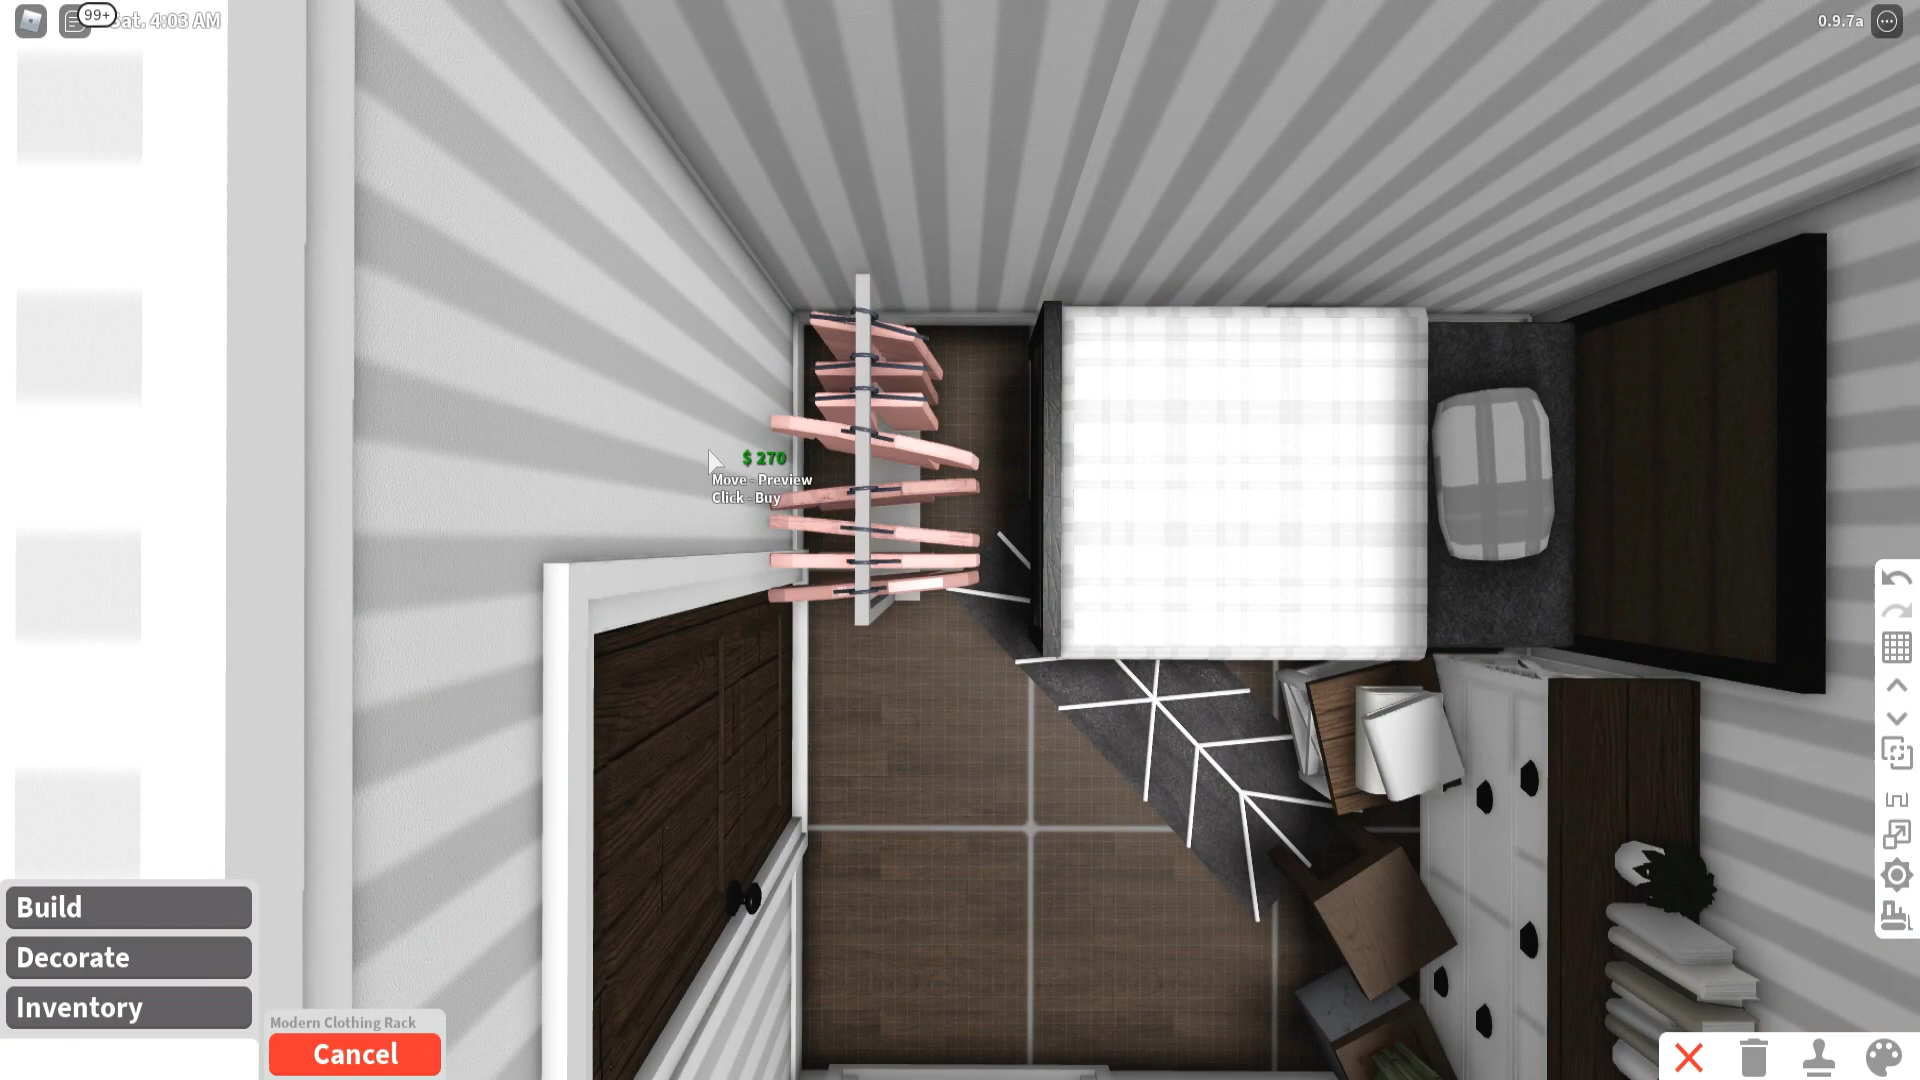 99+
Sat. 4:03 AM
0.9.7a
$ 270
Move - Preview
Click - Buy
Build
Decorate
Inventory
Modern Clothing Rack
Cancel